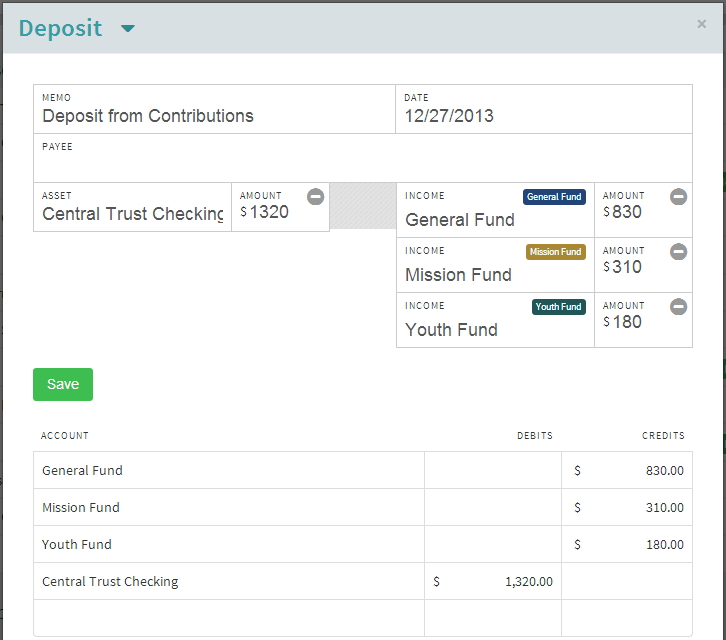 Deposit
×
MEMO
Deposit from Contributions
DATE
12/27/2013
PAYEE
ASSET
Central Trust Checking
AMOUNT
$1320
INCOME
General Fund
General Fund
AMOUNT
$830
INCOME
Mission Fund
Mission Fund
AMOUNT
$310
INCOME
Youth Fund
Youth Fund
AMOUNT
$180
Save
ACCOUNT DEBITS CREDITS
General Fund $ 830.00
Mission Fund $ 310.00
Youth Fund $ 180.00
Central Trust Checking $ 1,320.00